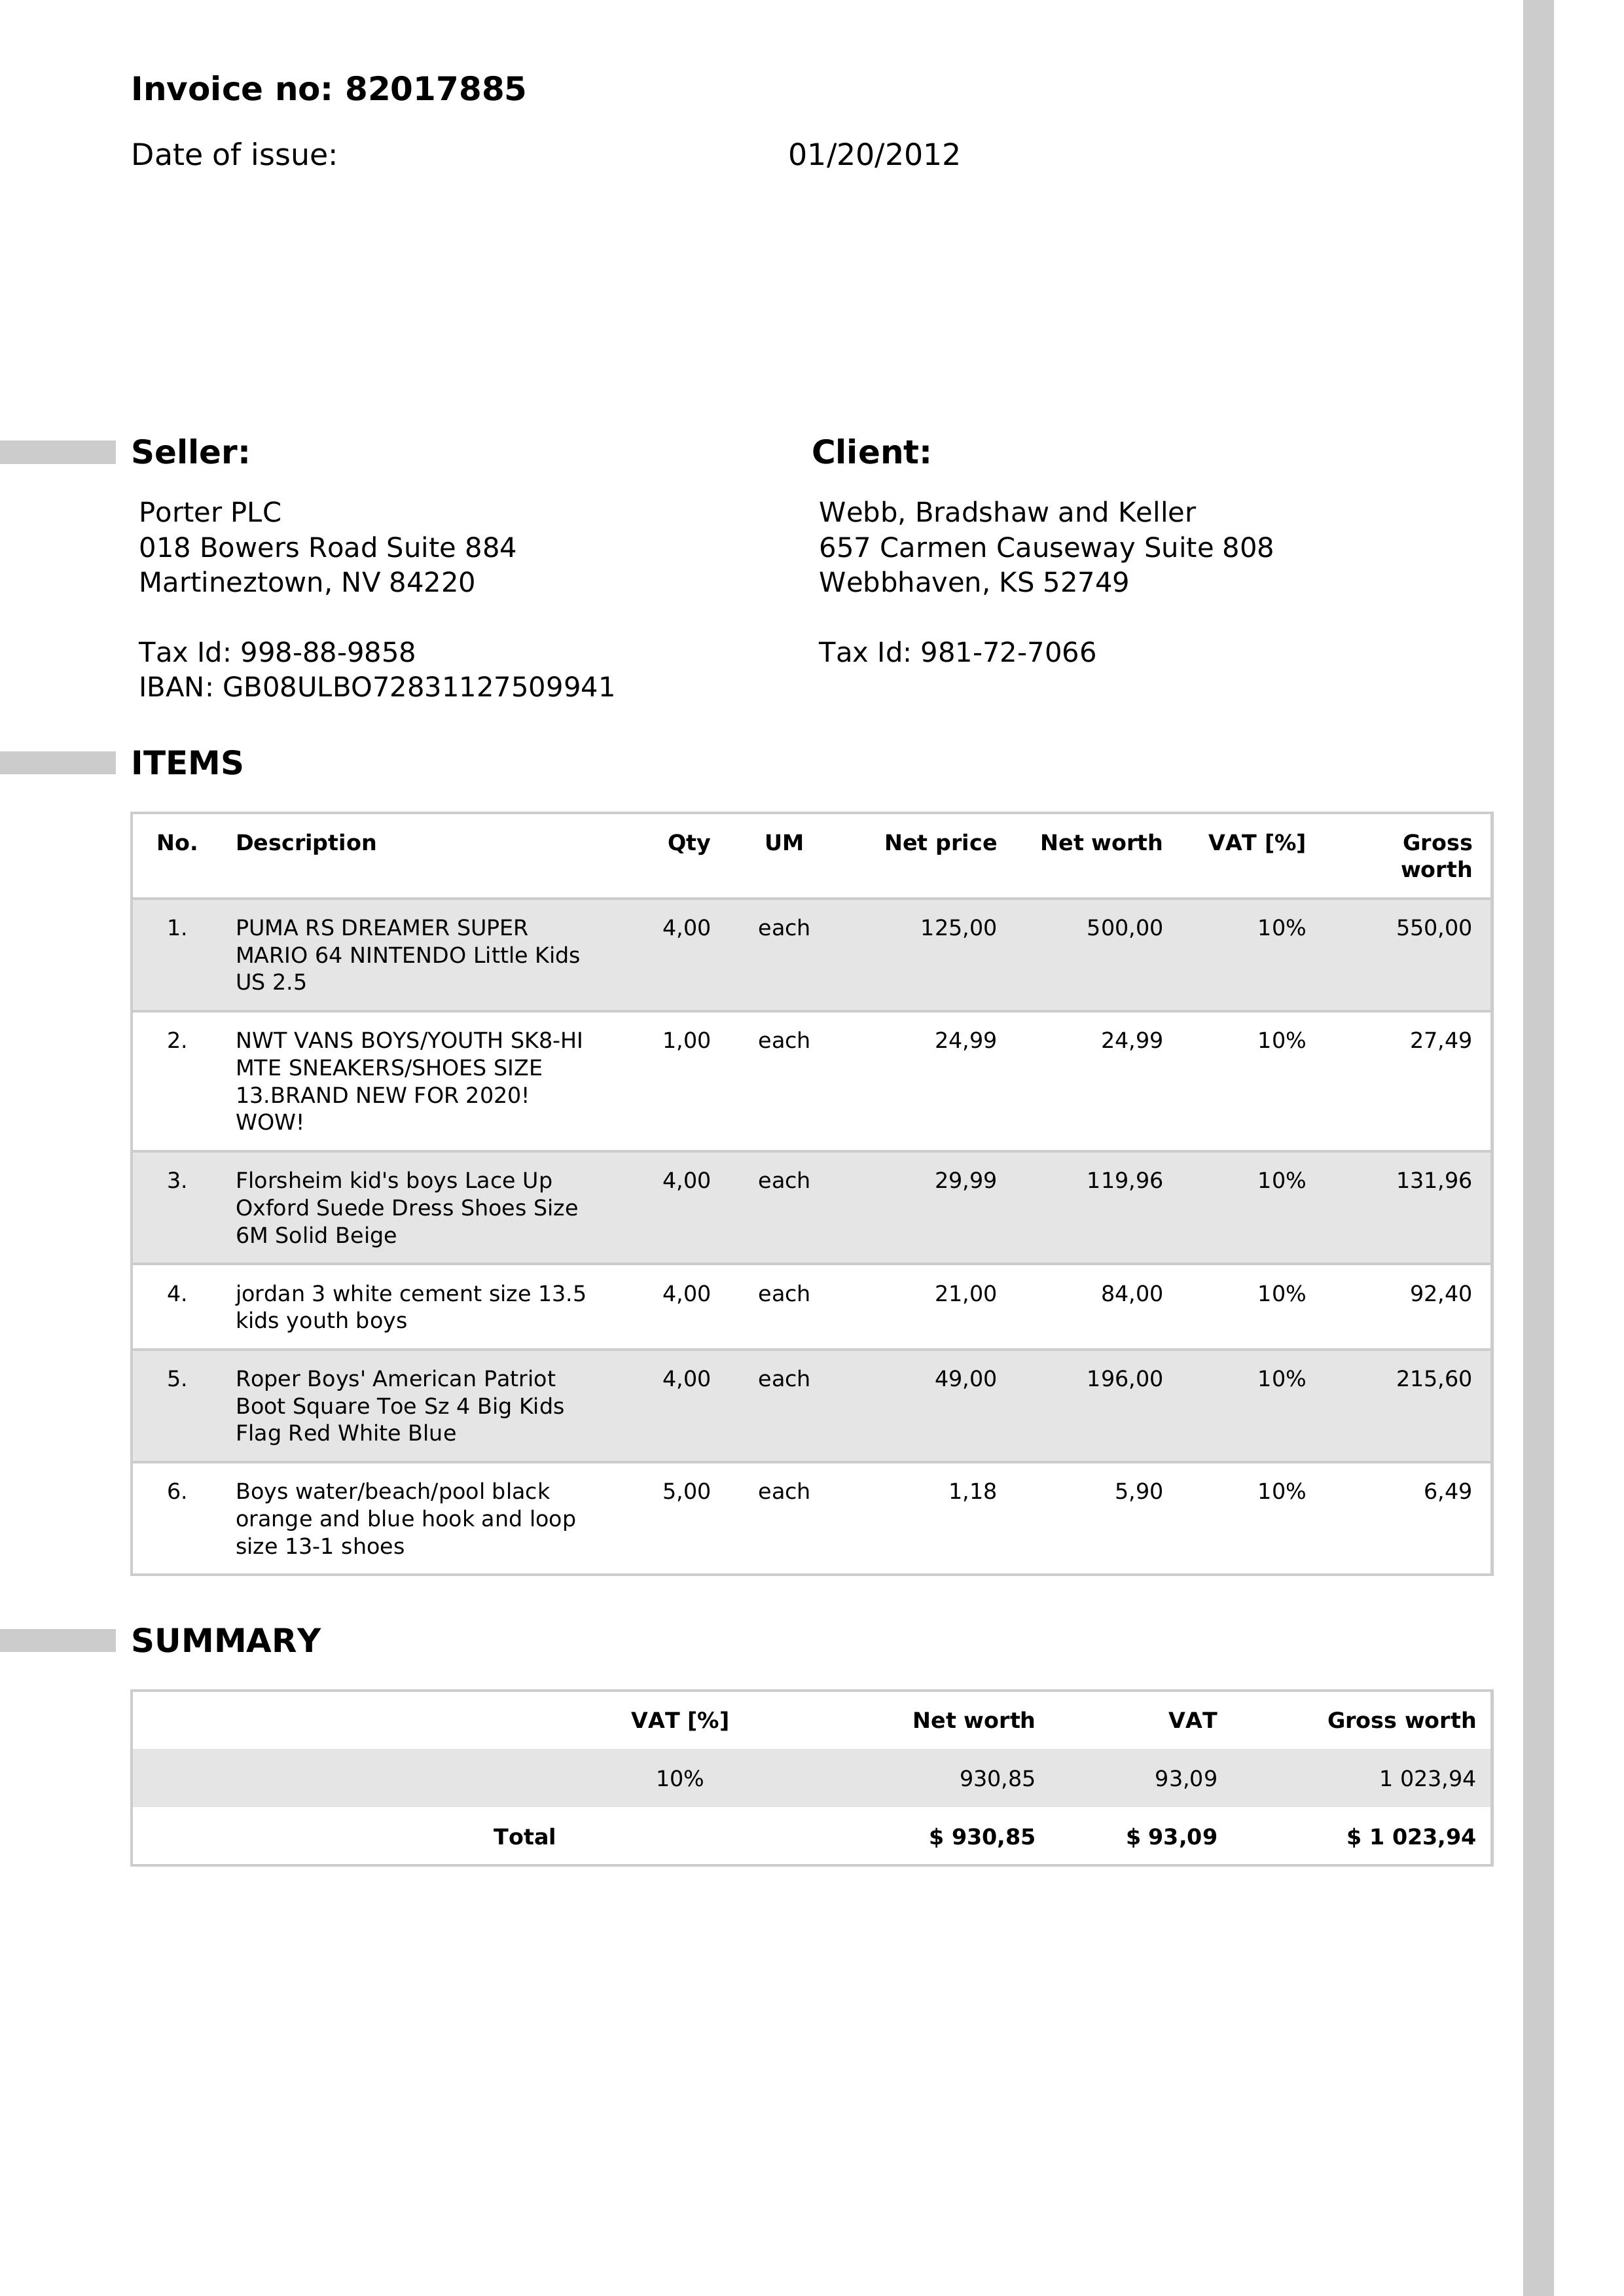 Invoice no: 82017885
Date of issue: 01/20/2012
Seller:
Porter PLC
018 Bowers Road Suite 884
Martineztown, NV 84220
Tax Id: 998-88-9858
IBAN: GB08ULBO72831127509941
Client:
Webb, Bradshaw and Keller
657 Carmen Causeway Suite 808
Webbhaven, KS 52749
Tax Id: 981-72-7066
ITEMS
No. Description Qty UM Net price Net worth VAT [%] Gross
worth
1. PUMA RS DREAMER SUPER 4,00 each 125,00 500,00 10% 550,00
MARIO 64 NINTENDO Little Kids
US 2.5
2. NWT VANS BOYS/YOUTH SK8-HI 1,00 each 24,99 24,99 10% 27,49
MTE SNEAKERS/SHOES SIZE
13.BRAND NEW FOR 2020!
WOW!
3. Florsheim kid's boys Lace Up 4,00 each 29,99 119,96 10% 131,96
Oxford Suede Dress Shoes Size
6M Solid Beige
4. jordan 3 white cement size 13.5 4,00 each 21,00 84,00 10% 92,40
kids youth boys
5. Roper Boys' American Patriot 4,00 each 49,00 196,00 10% 215,60
Boot Square Toe Sz 4 Big Kids
Flag Red White Blue
6. Boys water/beach/pool black 5,00 each 1,18 5,90 10% 6,49
orange and blue hook and loop
size 13-1 shoes
SUMMARY
VAT [%] Net worth VAT Gross worth
10% 930,85 93,09 1 023,94
Total $ 930,85 $ 93,09 $ 1 023,94